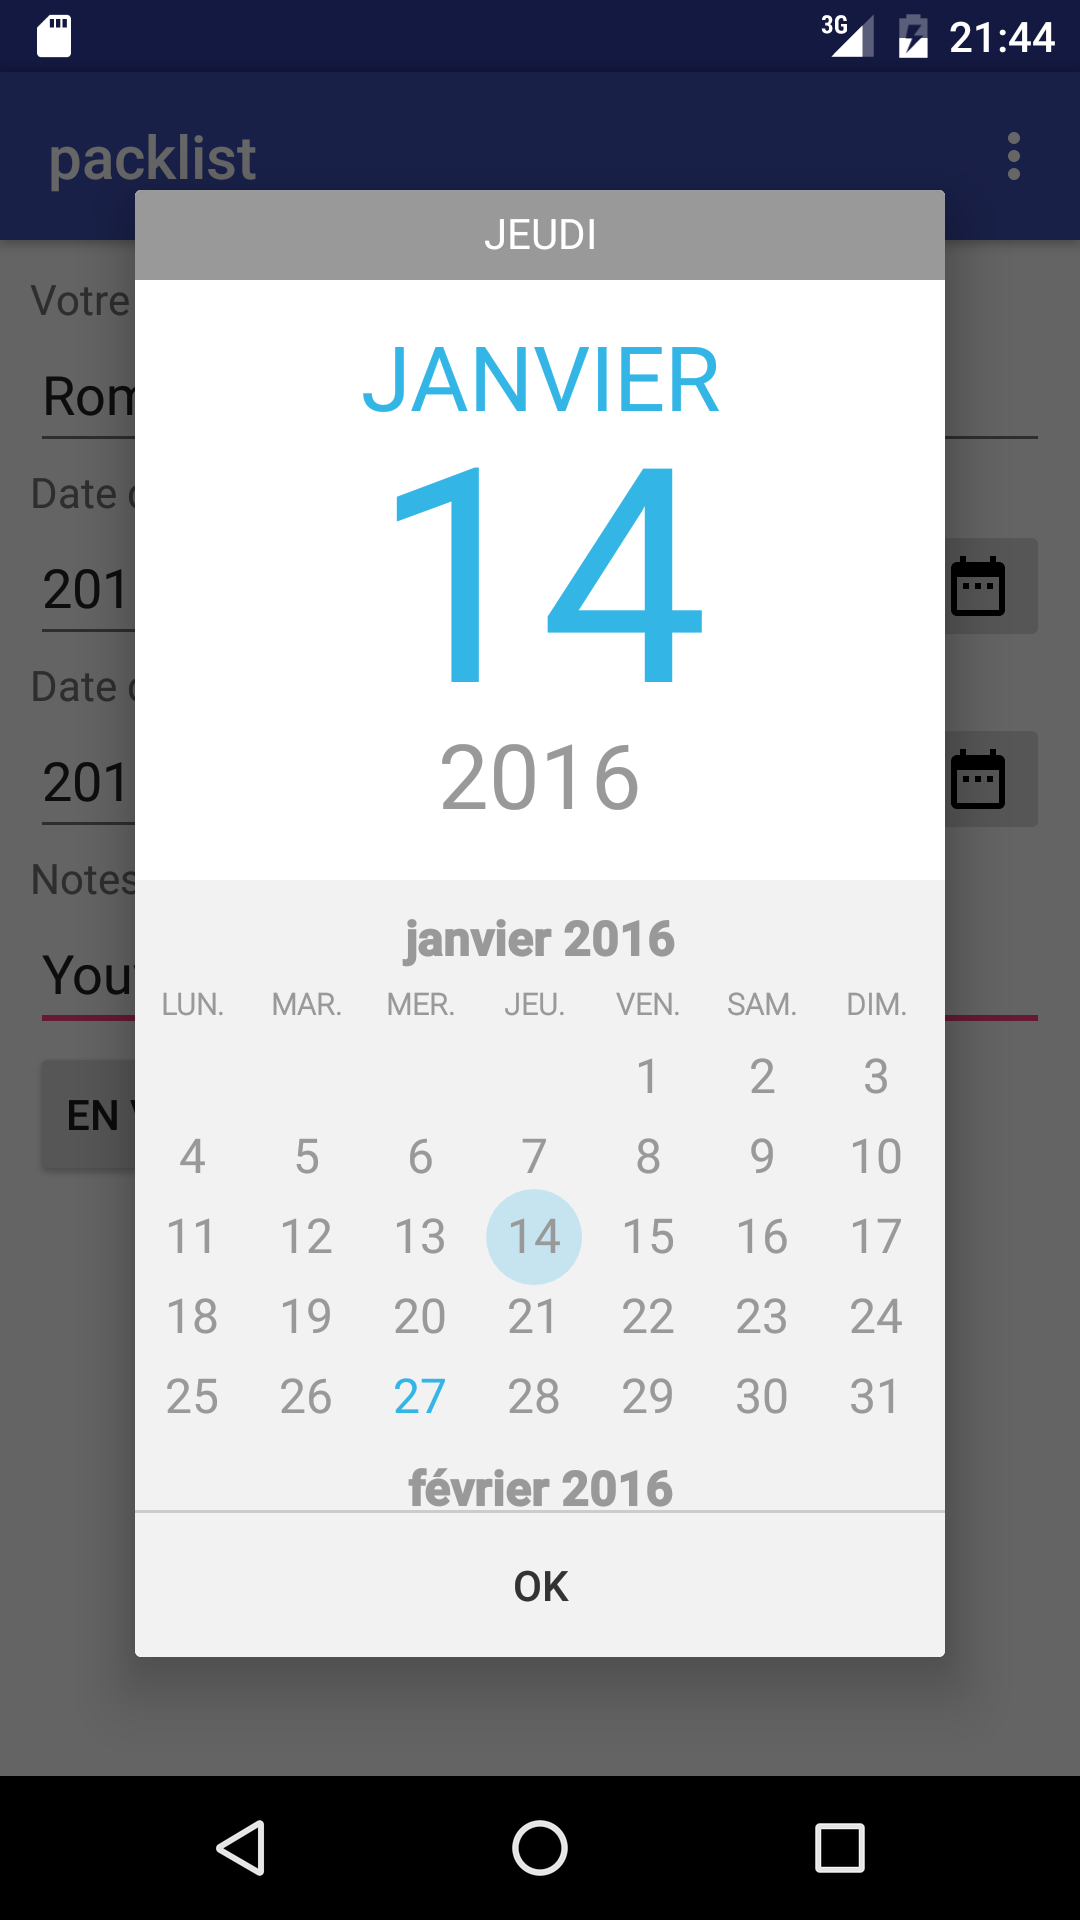 3G 21:44
packlist
JEUDI
Votre
JANVIER
Rom
14
Date
201
Date
2016
201
Notes
janvier 2016
You
LUN. MAR. MER. JEU. VEN. SAM. DIM.
1 2 3
EN
4 5 6 7 8 9 10
11 12 13 14 15 16 17
18 19 20 21 22 23 24
25 26 27 28 29 30 31
février 2016
OK